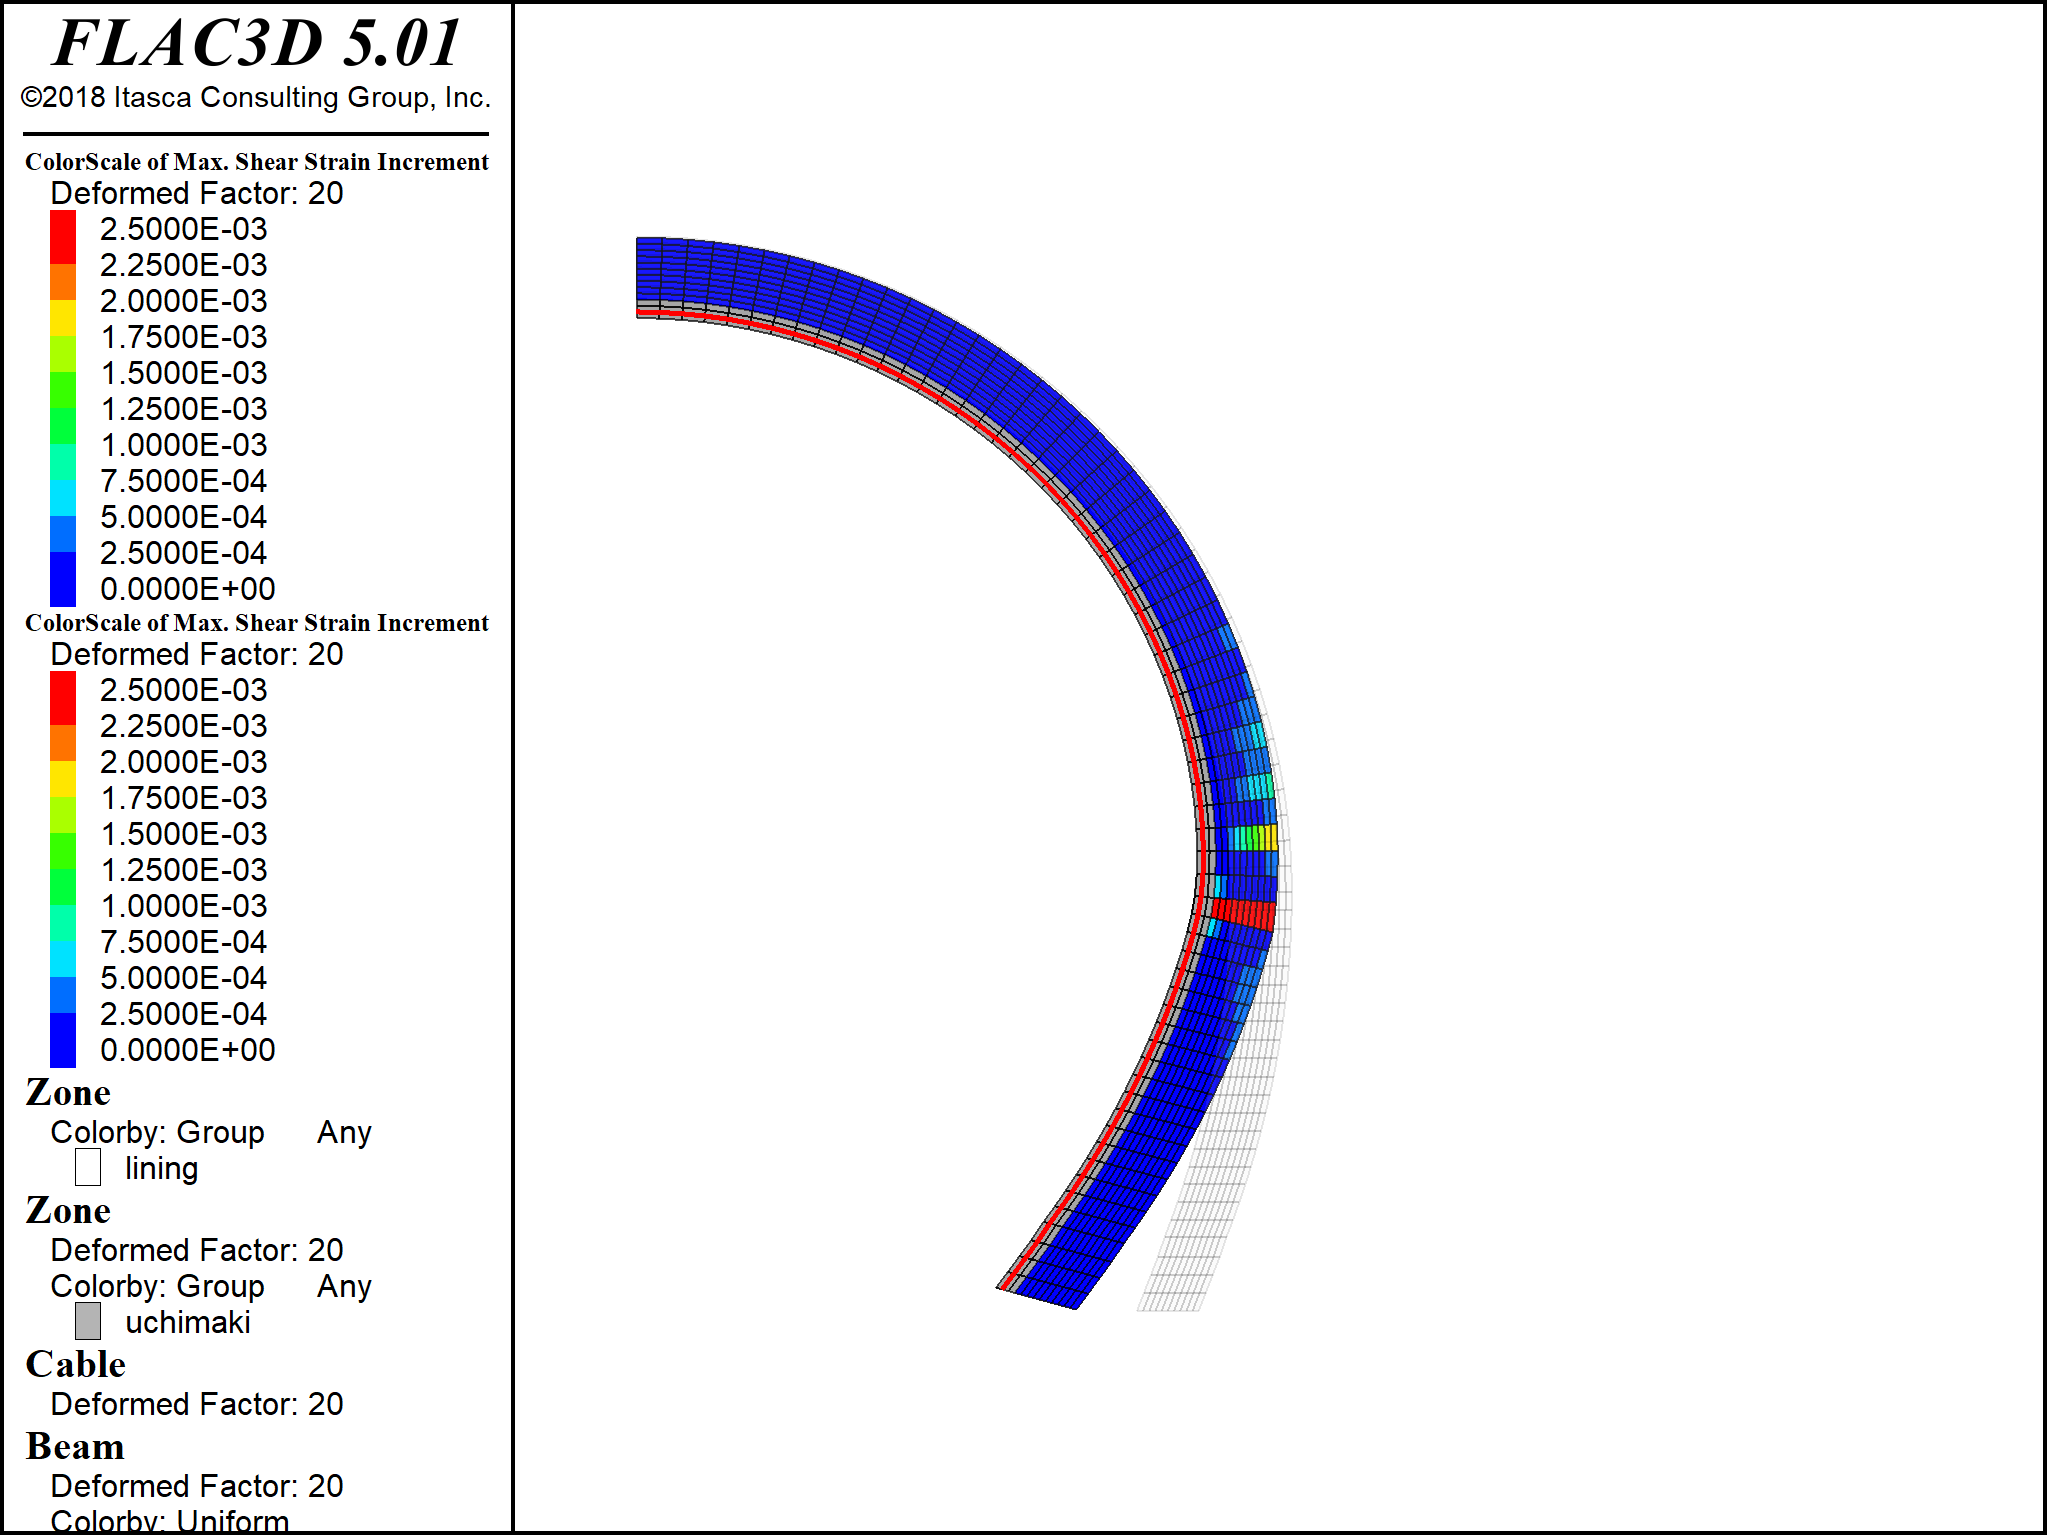 FLAC3D 5.01
©2018 Itasca Consulting Group, Inc.
ColorScale of Max. Shear Strain Increment
Deformed Factor: 20
2.5000E-03
2.2500E-03
2.0000E-03
1.7500E-03
1.5000E-03
1.2500E-03
1.0000E-03
7.5000E-04
5.0000E-04
2.5000E-04
0.0000E+00
ColorScale of Max. Shear Strain Increment
Deformed Factor: 20
2.5000E-03
2.2500E-03
2.0000E-03
1.7500E-03
1.5000E-03
1.2500E-03
1.0000E-03
7.5000E-04
5.0000E-04
2.5000E-04
0.0000E+00
Zone
Colorby: Group Any
lining
Zone
Deformed Factor: 20
Colorby: Group Any
uchimaki
Cable
Deformed Factor: 20
Beam
Deformed Factor: 20
Colorby: Uniform